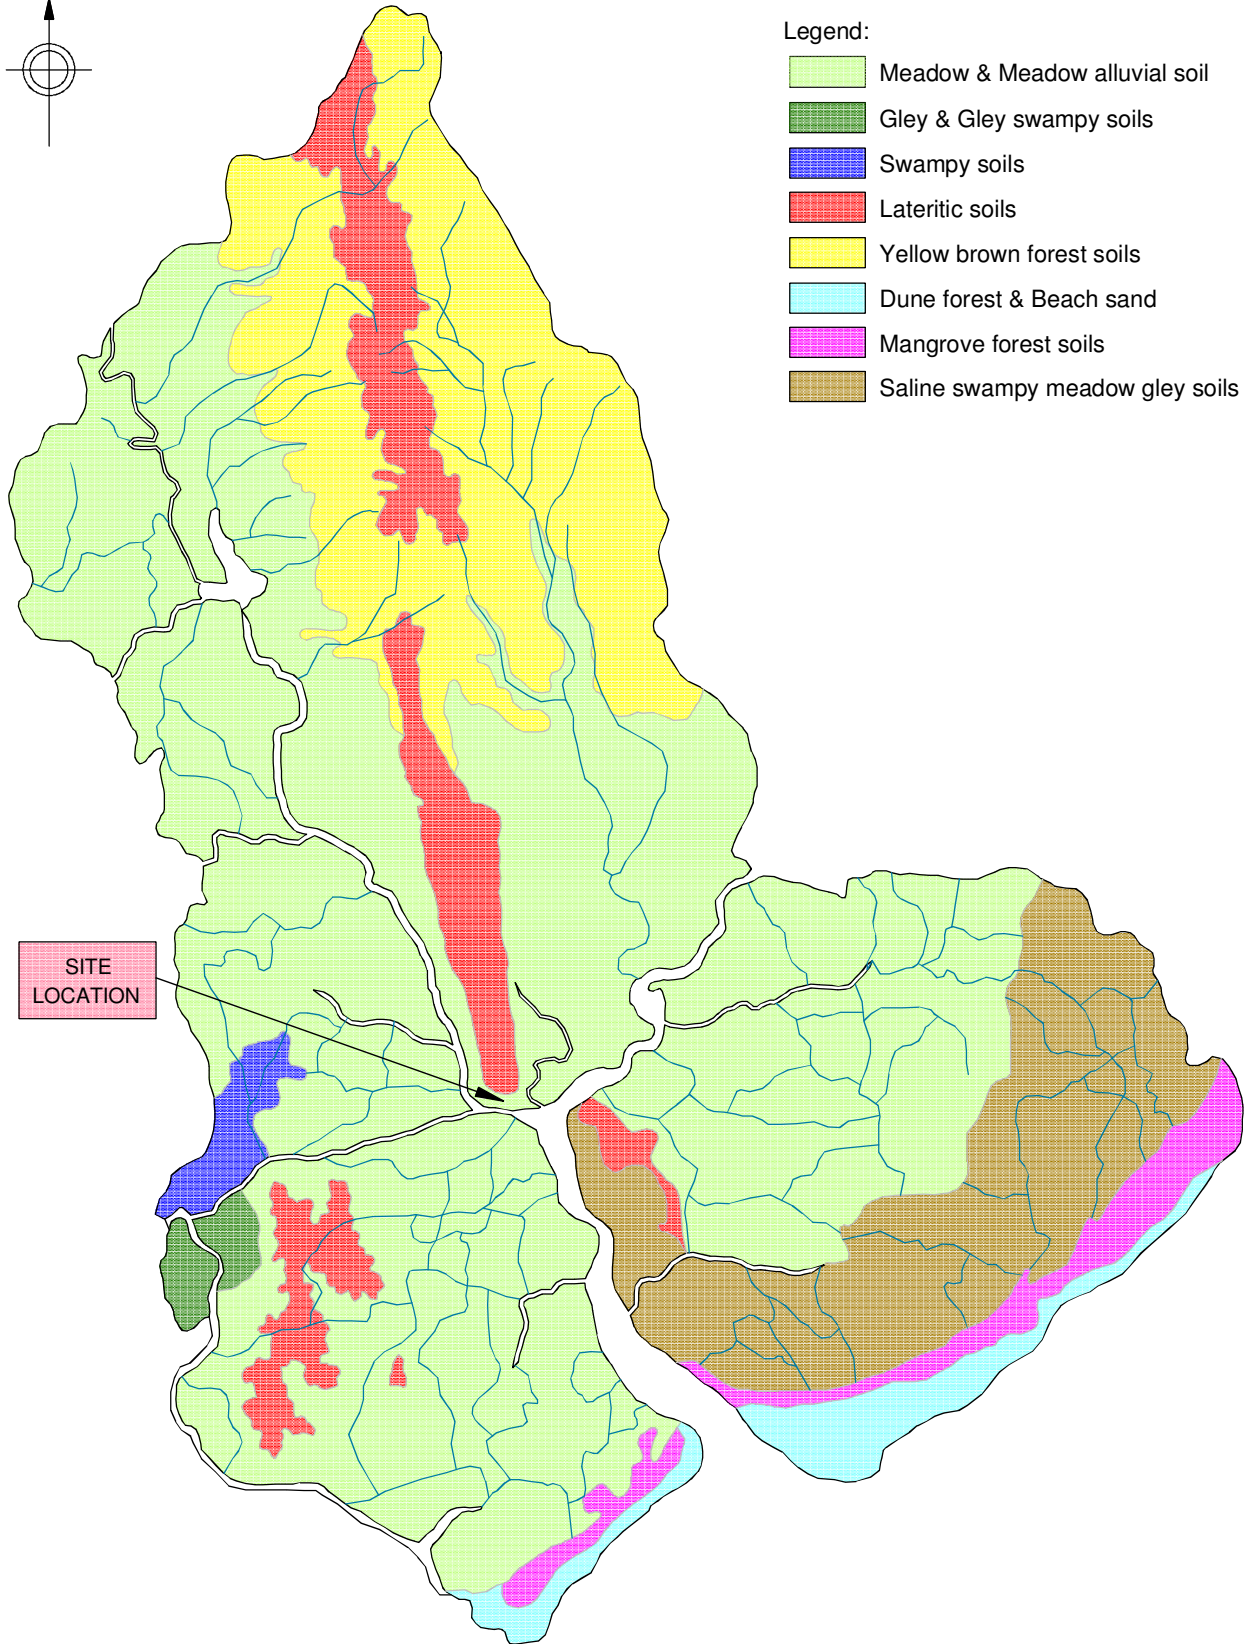 Legend:
Meadow & Meadow alluvial soil
Gley & Gley swampy soils
Swampy soils
Lateritic soils
Yellow brown forest soils
Dune forest & Beach sand
Mangrove forest soils
Saline swampy meadow gley soils
SITE
LOCATION